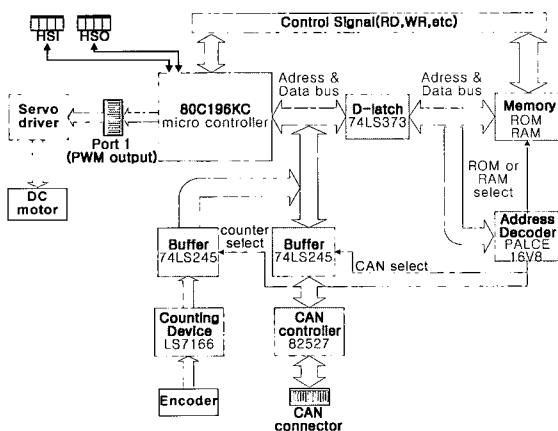 Control Signal(RD,WR,etc)
HSI
HSO
Adress &
Data bus
Adress &
Data bus
Servo
driver
Port 1
(PWM output)
80C196KC
micro controller
D-latch
74LS373
Memory
ROM
RAM
DC
motor
ROM or
RAM
select
counter
select
Buffer
74LS245
Buffer
74LS245
CAN select
Address
Decoder
PALCE
16V8
Counting
Device
LS7166
CAN
controller
82527
Encoder
CAN
connector